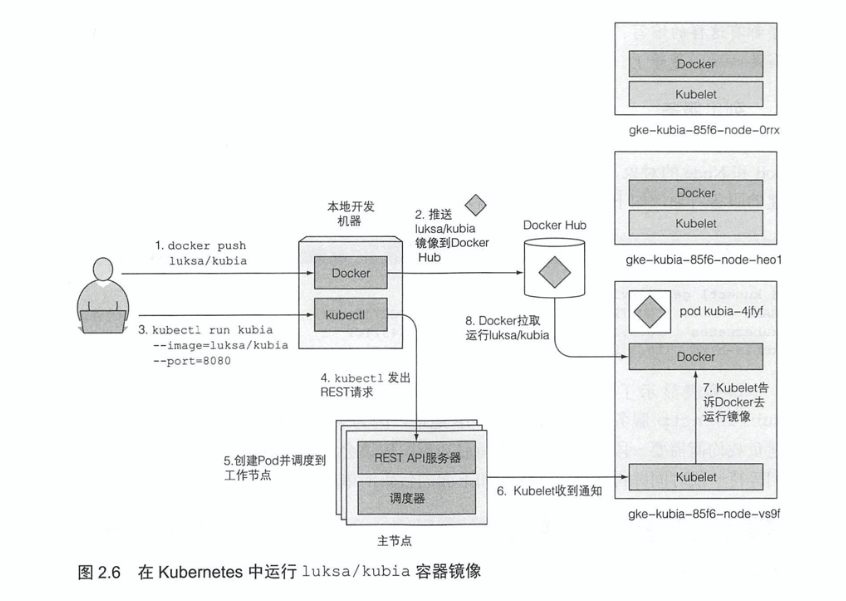 Docker
Kubelet
gke-kubia-85f6-node-0rrx
Docker
Kubelet
gke-kubia-85f6-node-heo1
本地开发
机器
2. 推送
luksa/kubia
镜像到Docker
Hub
Docker Hub
1. docker push
luksa/kubia
Docker
kubectl
3. kubectl run kubia
--image=luksa/kubia
--port=8080
8. Docker拉取
运行luksa/kubia
pod kubia-4jfyf
Docker
4. kubectl 发出
REST请求
7. Kubelet告
诉Docker去
运行镜像
5.创建Pod并调度到
工作节点
REST API服务器
调度器
6. Kubelet收到通知
Kubelet
gke-kubia-85f6-node-vs9f
主节点
图 2.6 在 Kubernetes 中运行 luksa/kubia 容器镜像